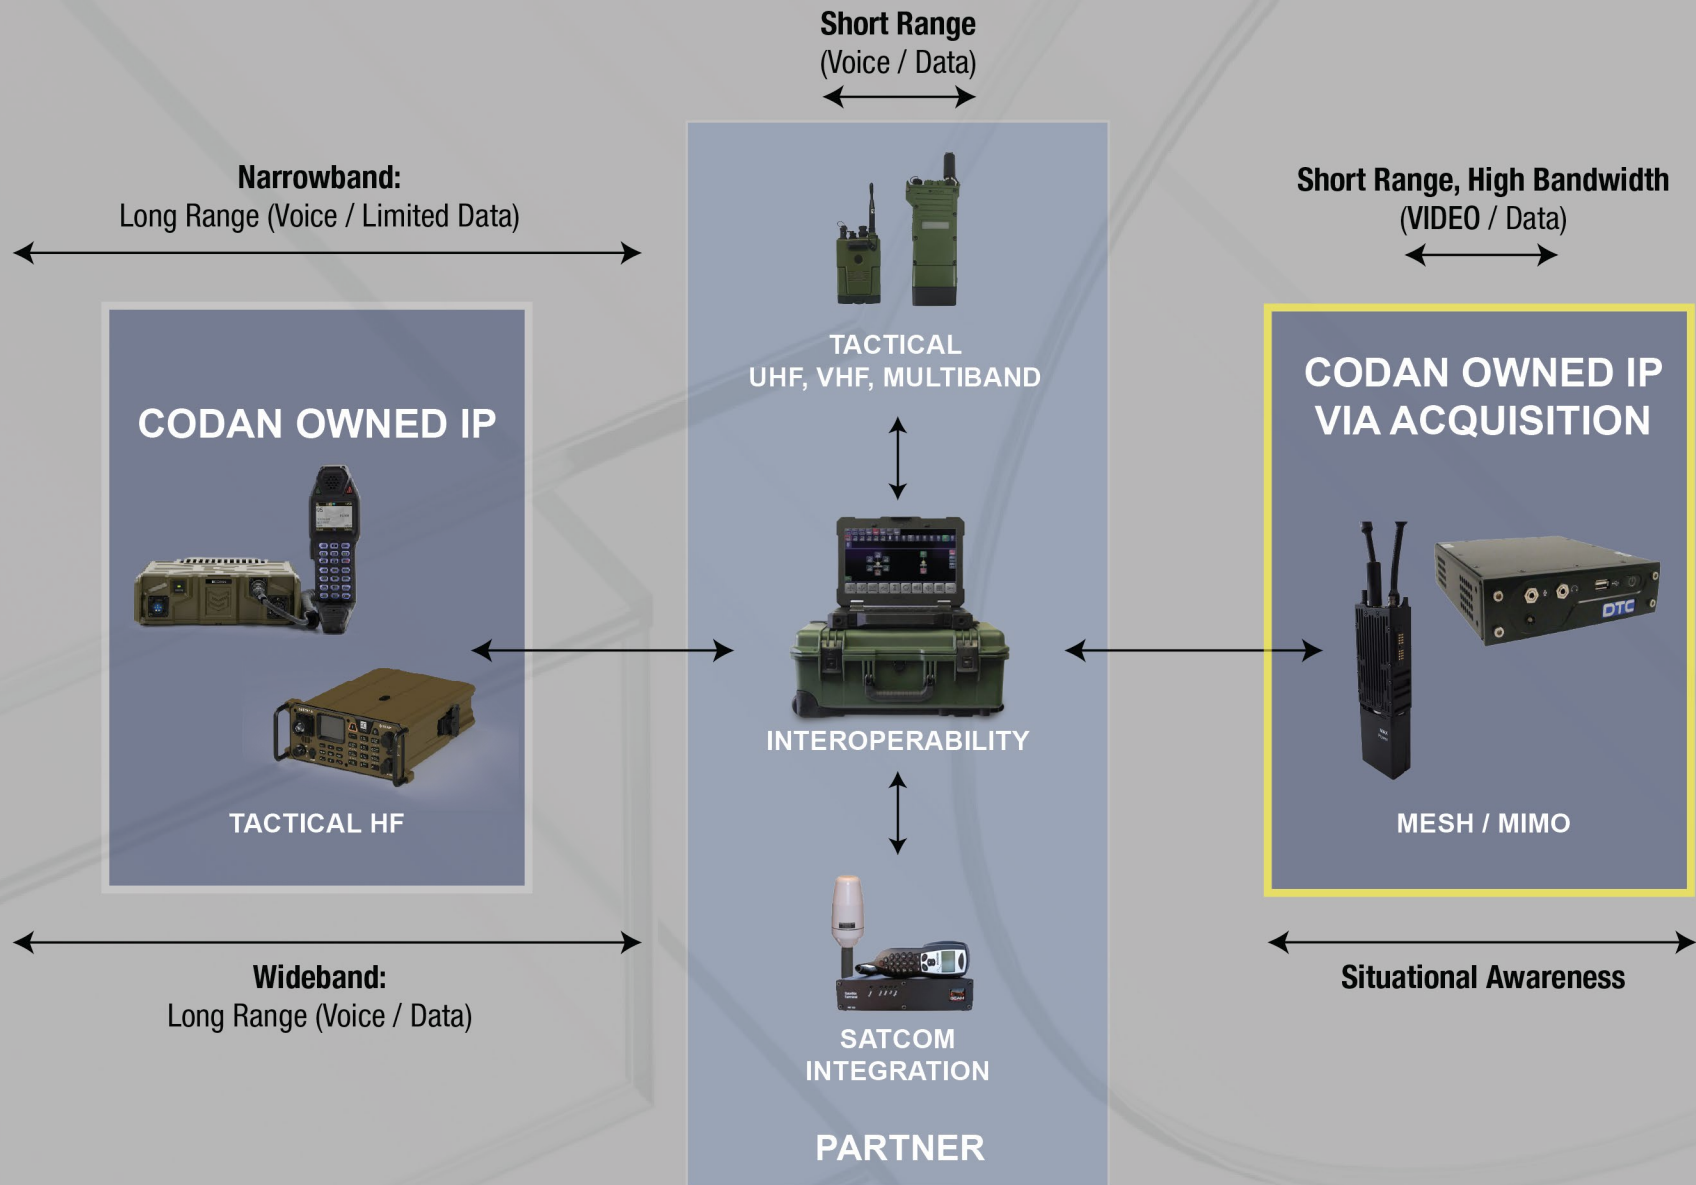 Short Range
(Voice / Data)
Narrowband:
Long Range (Voice / Limited Data)
Short Range, High Bandwidth
(VIDEO / Data)
TACTICAL
UHF, VHF, MULTIBAND
CODAN OWNED IP
CODAN OWNED IP
VIA ACQUISITION
DTC
INTEROPERABILITY
TACTICAL HF
MESH / MIMO
Wideband:
Long Range (Voice / Data)
Situational Awareness
SATCOM
INTEGRATION
PARTNER